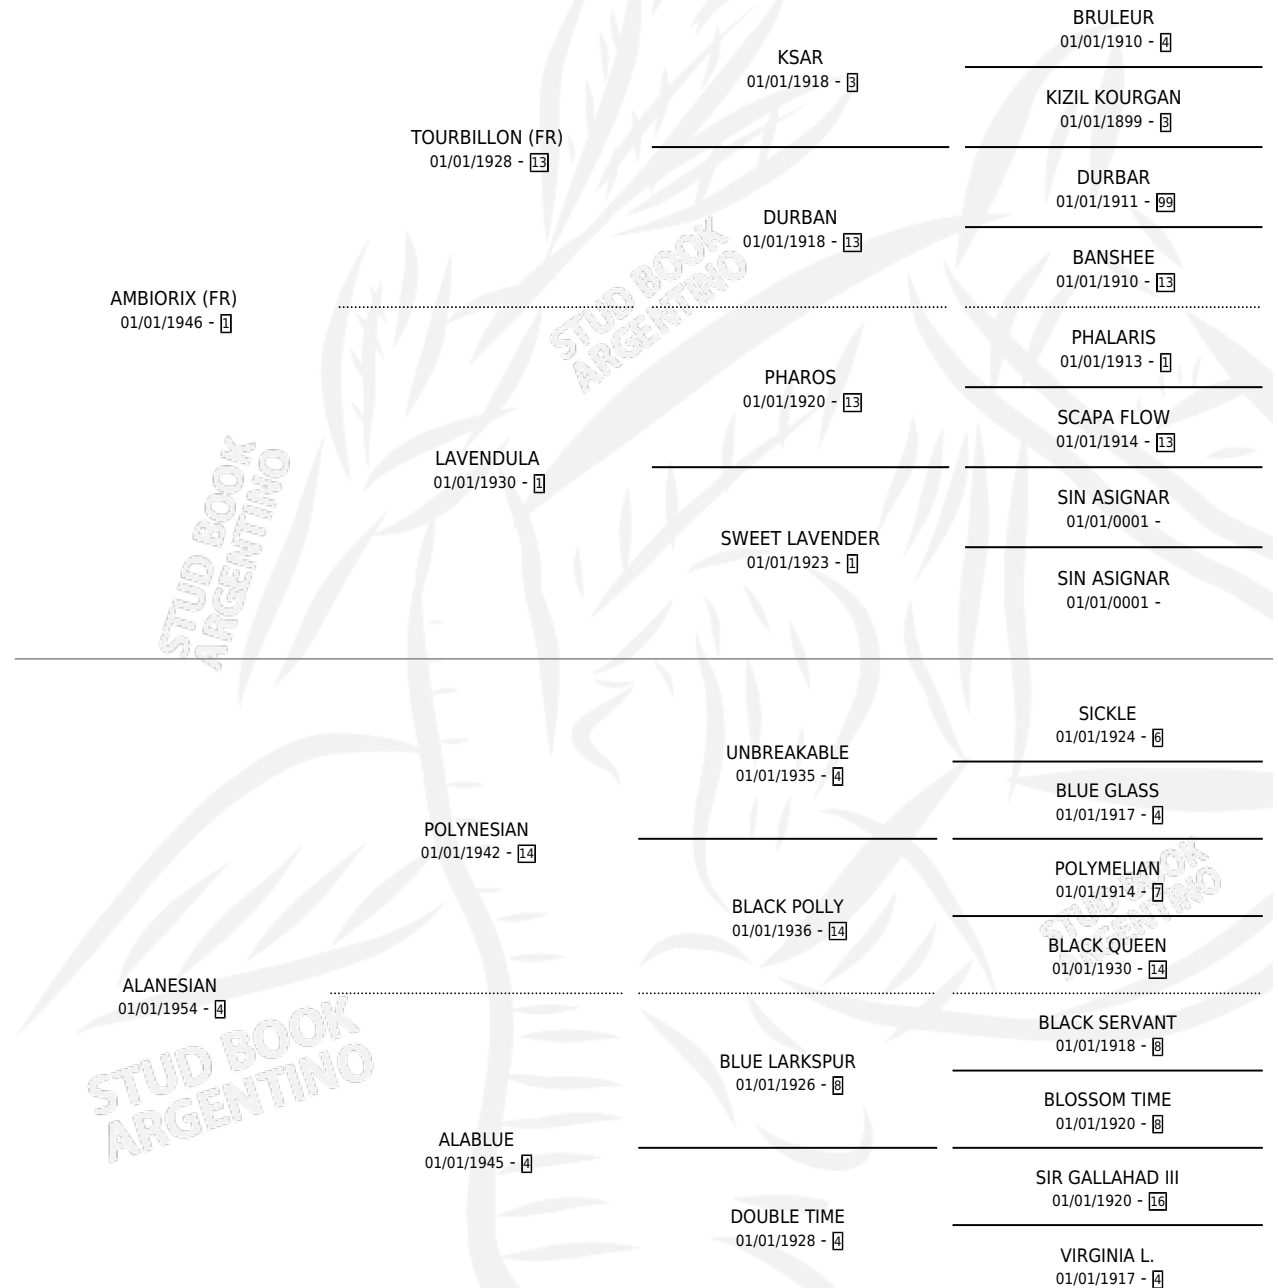 BRULEUR
01/01/1910 - 4
KSAR
01/01/1918 - 3
KIZIL KOURGAN
01/01/1899 - 3
TOURBILLON (FR)
01/01/1928 - 13
DURBAR
01/01/1911 - 99
DURBAN
01/01/1918 - 13
BANSHEE
01/01/1910 - 13
AMBIORIX (FR)
01/01/1946 - 1
PHALARIS
01/01/1913 - 1
PHAROS
01/01/1920 - 13
SCAPA FLOW
01/01/1914 - 13
LAVENDULA
01/01/1930 - 1
SIN ASIGNAR
01/01/0001 -
SWEET LAVENDER
01/01/1923 - 1
SIN ASIGNAR
01/01/0001 -
SICKLE
01/01/1924 - 6
UNBREAKABLE
01/01/1935 - 4
BLUE GLASS
01/01/1917 - 4
POLYNESIAN
01/01/1942 - 14
POLYMELIAN
01/01/1914 - 7
BLACK POLLY
01/01/1936 - 14
BLACK QUEEN
01/01/1930 - 14
ALANESIAN
01/01/1954 - 4
BLACK SERVANT
01/01/1918 - 8
BLUE LARKSPUR
01/01/1926 - 8
BLOSSOM TIME
01/01/1920 - 8
ALABLUE
01/01/1945 - 4
SIR GALLAHAD III
01/01/1920 - 16
DOUBLE TIME
01/01/1928 - 4
VIRGINIA L.
01/01/1917 - 4
STUD BOOK
ARGENTINO
STUD BOOK
ARGENTINO
STUD BOOK
ARGENTINO
STUD BOOK
ARGENTINO